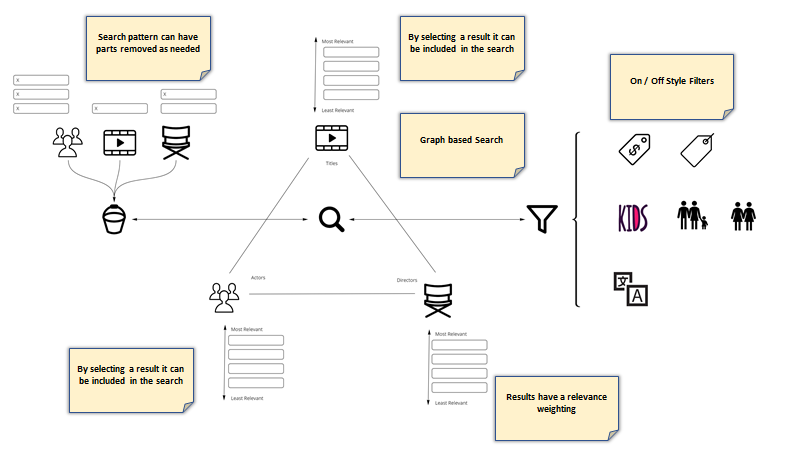 Search pattern can have
parts removed as needed
By selecting a result it can
be included in the search
On / Off Style Filters
Most Relevant
Least Relevant
X
X
X
X
X
Graph based Search
Titles
KIDS
Actors
Directors
文
A
Most Relevant
Least Relevant
Most Relevant
Least Relevant
By selecting a result it can
be included in the search
Results have a relevance
weighting